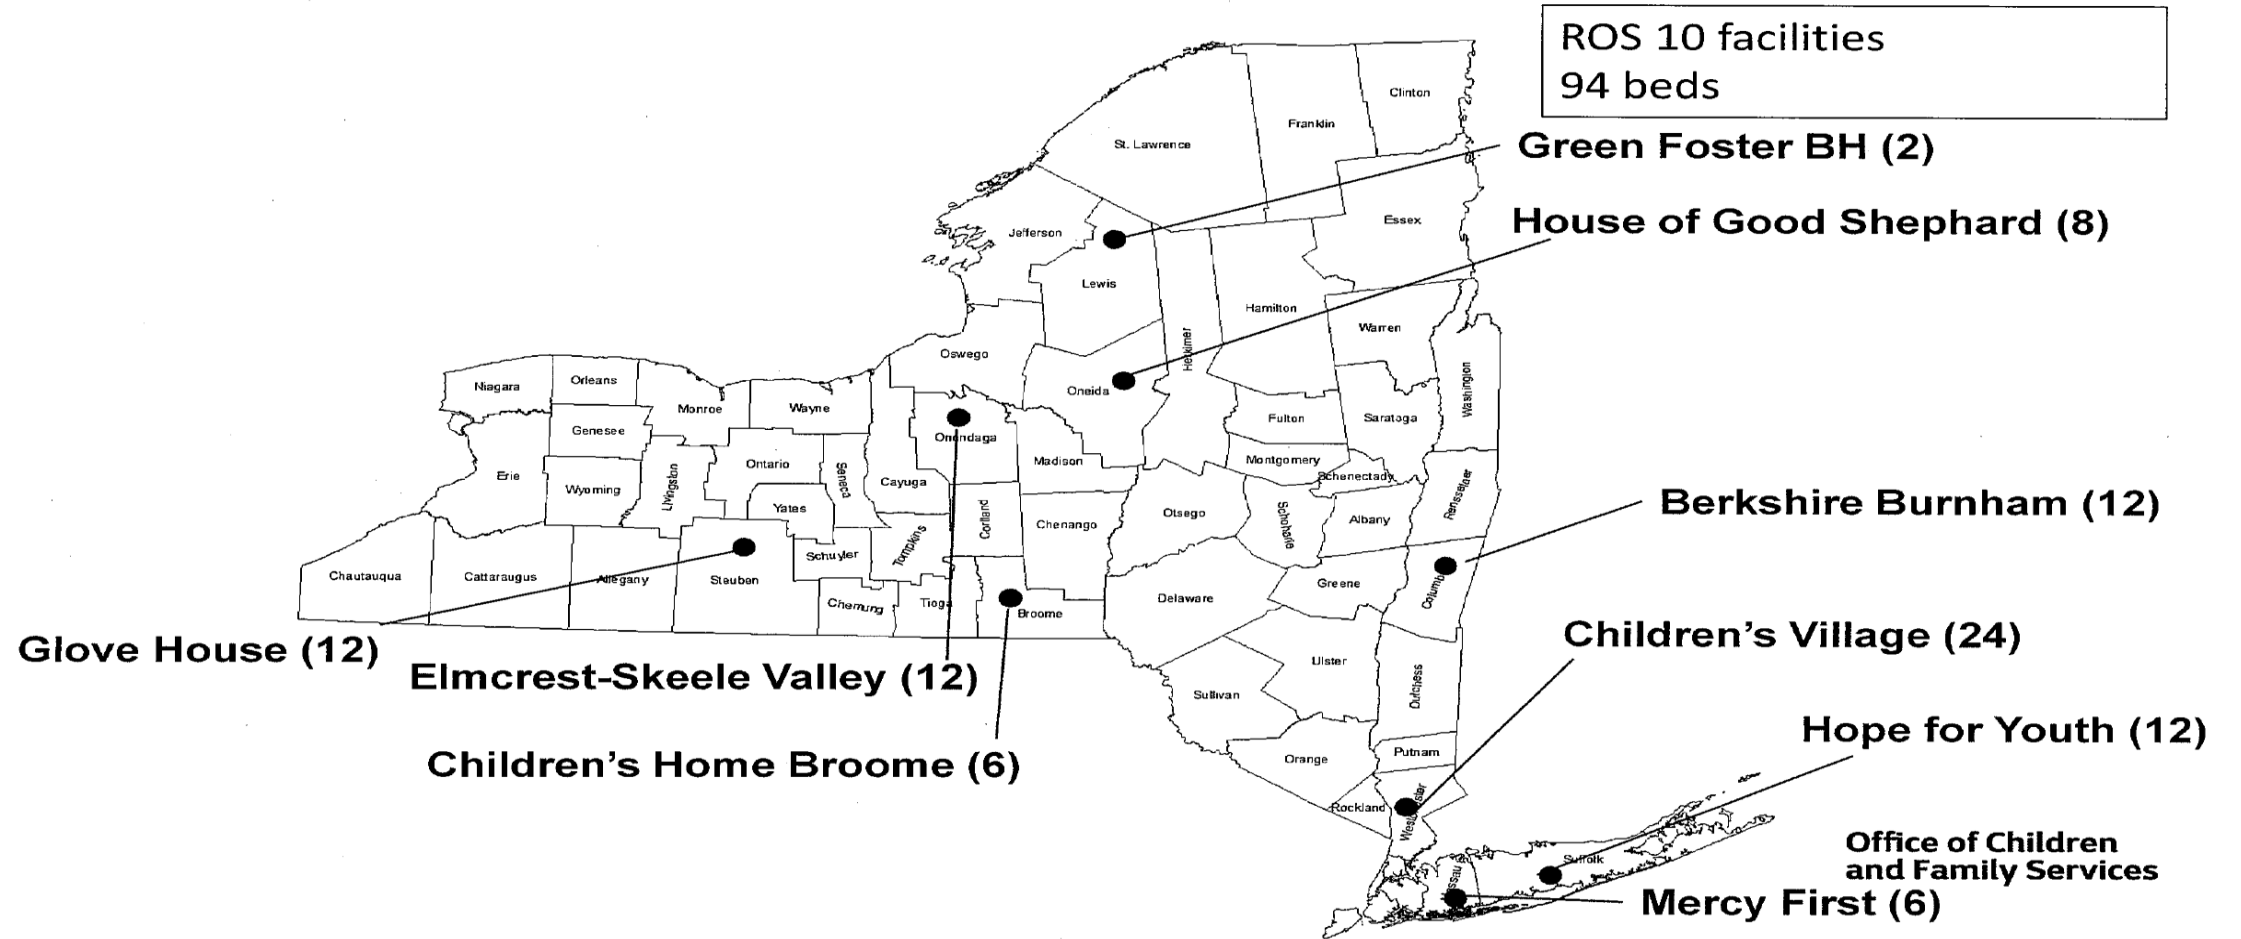 ROS 10 facilities
94 beds
Clinton
Franklin
St. Lawrence
Green Foster BH (2)
House of Good Shephard (8)
Essex
Jefferson
Lewis
Hamilton
Warren
Herkimer
Oswego
Washington
Niagara
Orleans
Oneida
Monroe
Wayne
Fulton
Saratoga
Genesee
Onondaga
Madison
Montgomery
Ontario
Schenectady
Erie
Wyoming
Livingston
Seneca
Cayuga
Rensselaer
Yates
Cortland
Chenango
Otsego
Schoharie
Albany
Berkshire Burnham (12)
Schuyler
Tompkins
Chautauqua
Cattaraugus
Allegany
Steuben
Greene
Columb
Delaware
Chemung
Tioga
Broome
Glove House (12)
Elmcrest-Skeele Valley (12)
Children's Village (24)
Ulster
Dutchess
Sullivan
Hope for Youth (12)
Putnam
Orange
Children's Home Broome (6)
Rockland
Suffolk
Office of Children
and Family Services
Mercy First (6)